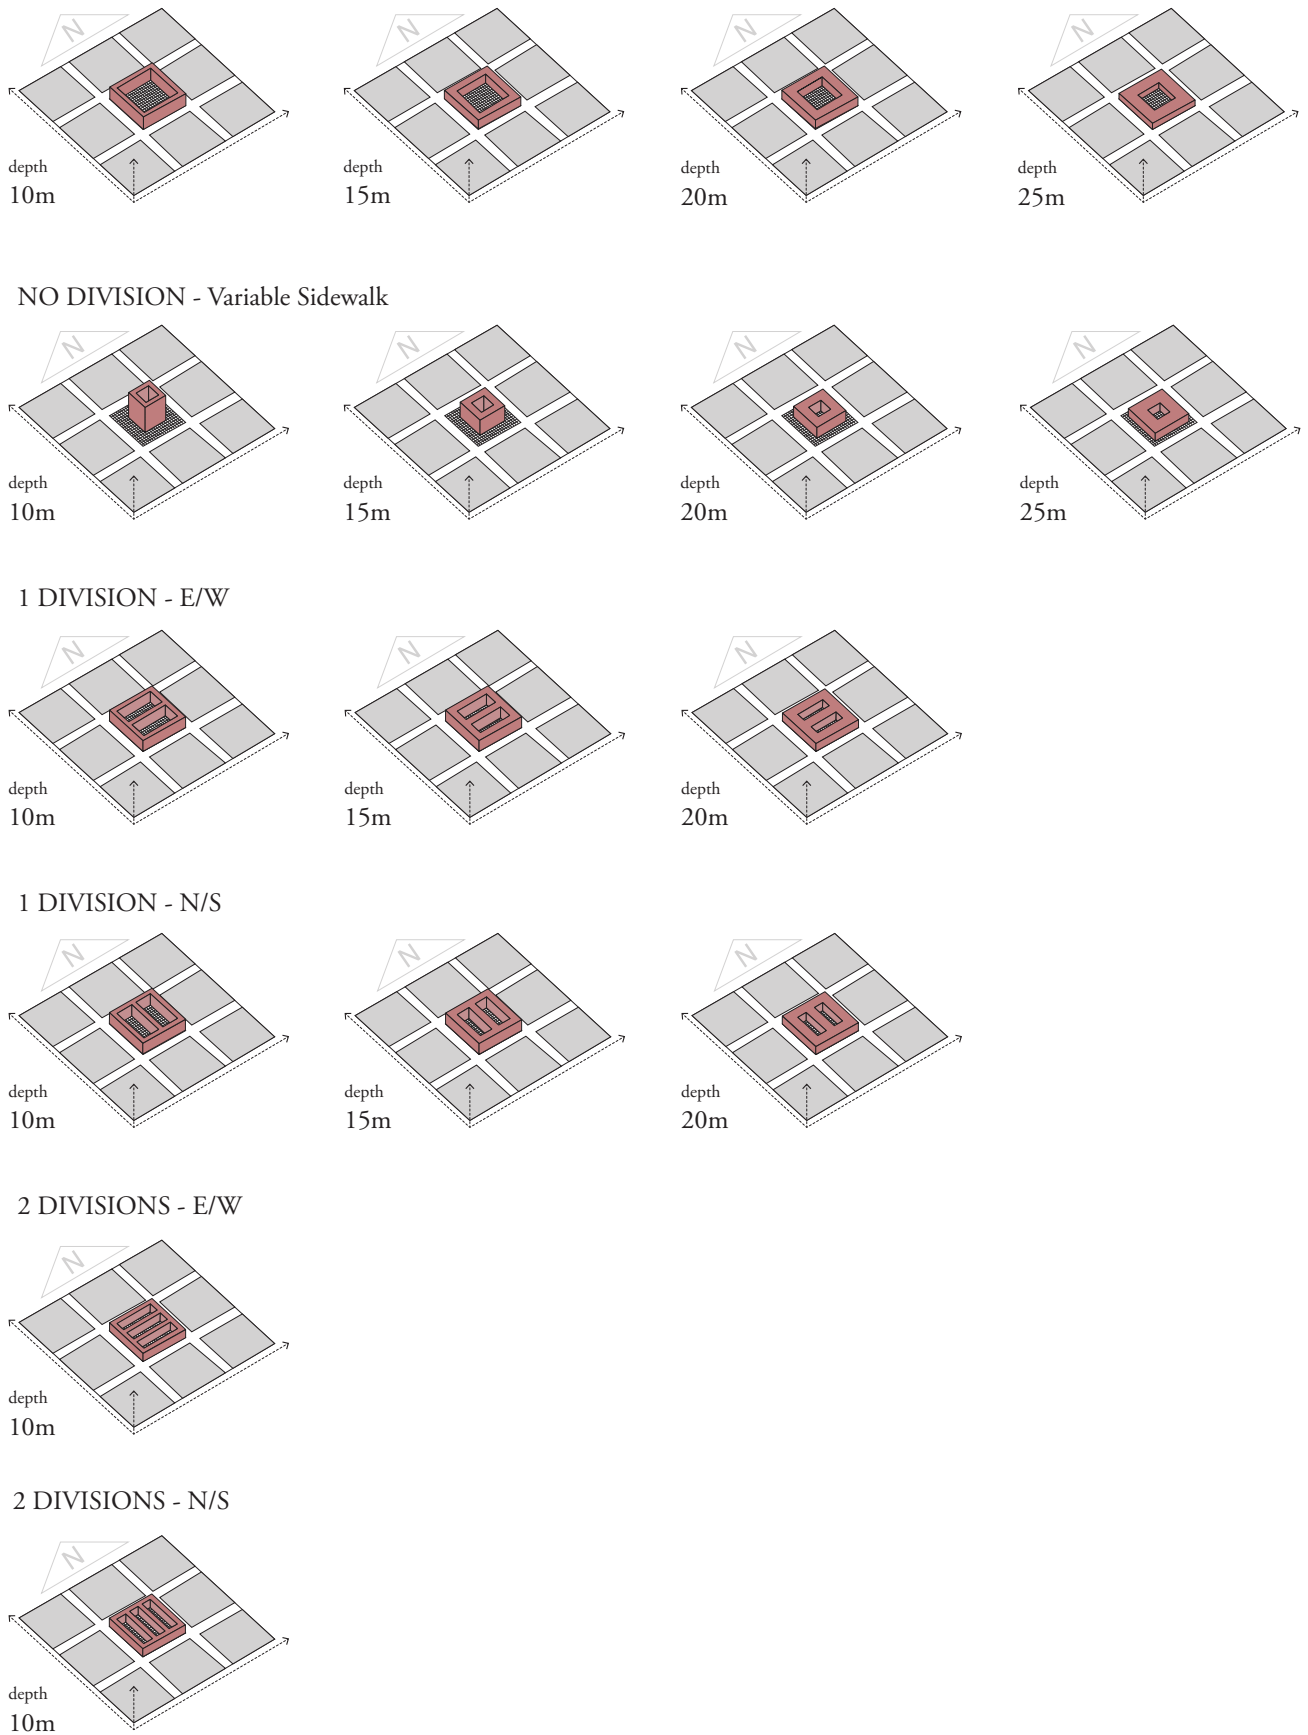 N N N N
depth depth depth depth
10m 15m 20m 25m
NO DIVISION - Variable Sidewalk
N N N N
depth depth depth depth
10m 15m 20m 25m
1 DIVISION - E/W
N N N
depth depth depth
10m 15m 20m
1 DIVISION - N/S
N N N
depth depth depth
10m 15m 20m
2 DIVISIONS - E/W
N
depth
10m
2 DIVISIONS - N/S
N
depth
10m